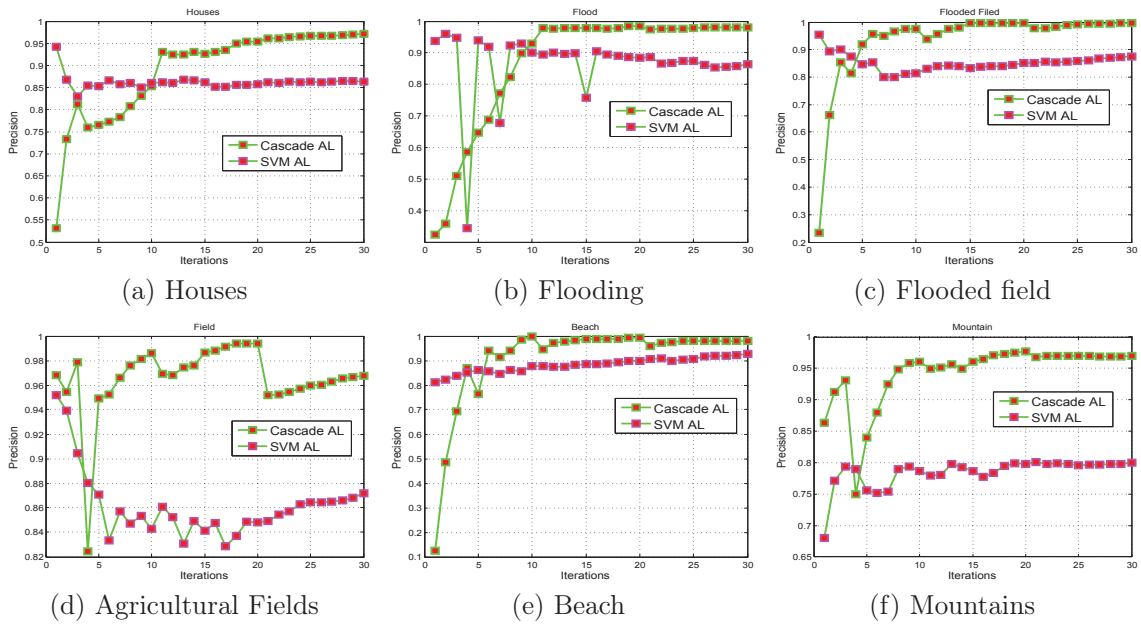 Houses
Precision
0.95
0.9
0.85
0.8
0.75
0.7
0.65
0.6
0.55
0.5
Cascade AL
SVM AL
0 5 10 15 20 25 30
Iterations
(a) Houses
Flood
Precision
1
0.9
0.8
0.7
0.6
0.5
0.4
Cascade AL
SVM AL
0 5 10 15 20 25 30
Iterations
(b) Flooding
Flooded Filed
Precision
1
0.9
0.8
0.7
0.6
0.5
0.4
0.3
0.2
Cascade AL
SVM AL
0 5 10 15 20 25 30
Iterations
(c) Flooded field
Field
Precision
1
0.98
0.96
0.94
0.92
0.9
0.88
0.86
0.84
0.82
Cascade AL
SVM AL
0 5 10 15 20 25 30
Iterations
(d) Agricultural Fields
Beach
Precision
1
0.9
0.8
0.7
0.6
0.5
0.4
0.3
0.2
0.1
Cascade AL
SVM AL
0 5 10 15 20 25 30
Iterations
(e) Beach
Mountain
Precision
1
0.95
0.9
0.85
0.8
0.75
0.7
0.65
Cascade AL
SVM AL
0 5 10 15 20 25 30
Iterations
(f) Mountains